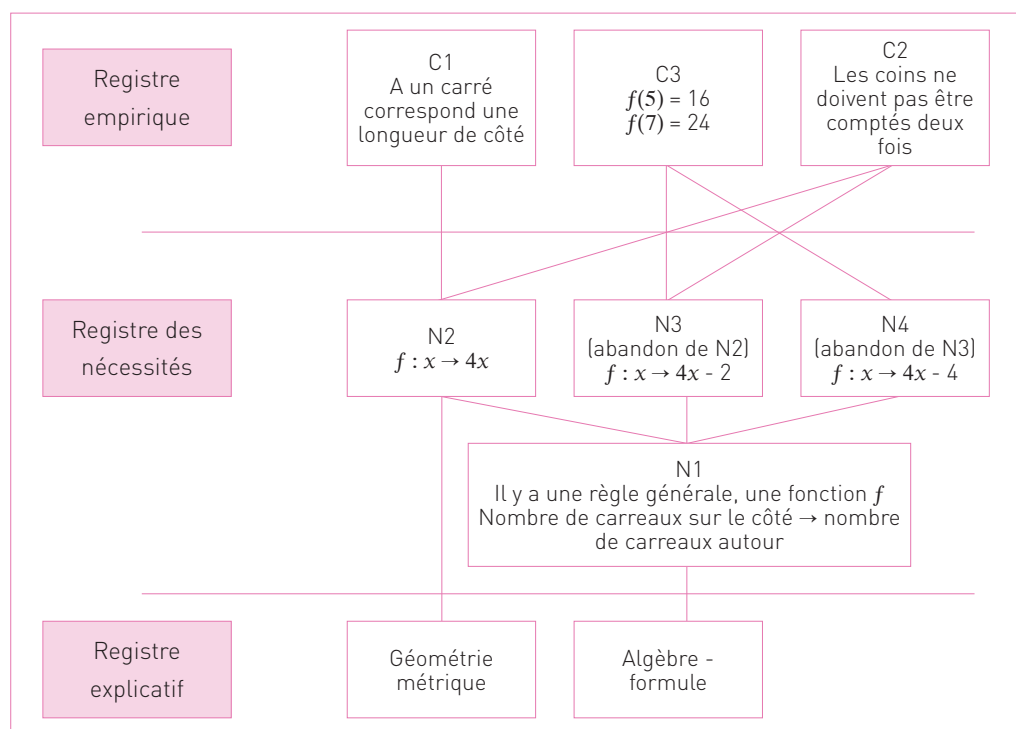 Registre
empirique
C1
A un carré
correspond une
longueur de côté
C3
f(5) = 16
f(7) = 24
C2
Les coins ne
doivent pas être
comptés deux
fois
Registre des
nécessités
N2
f : x → 4x
N3
(abandon de N2)
f : x → 4x - 2
N4
(abandon de N3)
f : x → 4x - 4
N1
Il y a une règle générale, une fonction f
Nombre de carreaux sur le côté → nombre
de carreaux autour
Registre
explicatif
Géométrie
métrique
Algèbre -
formule